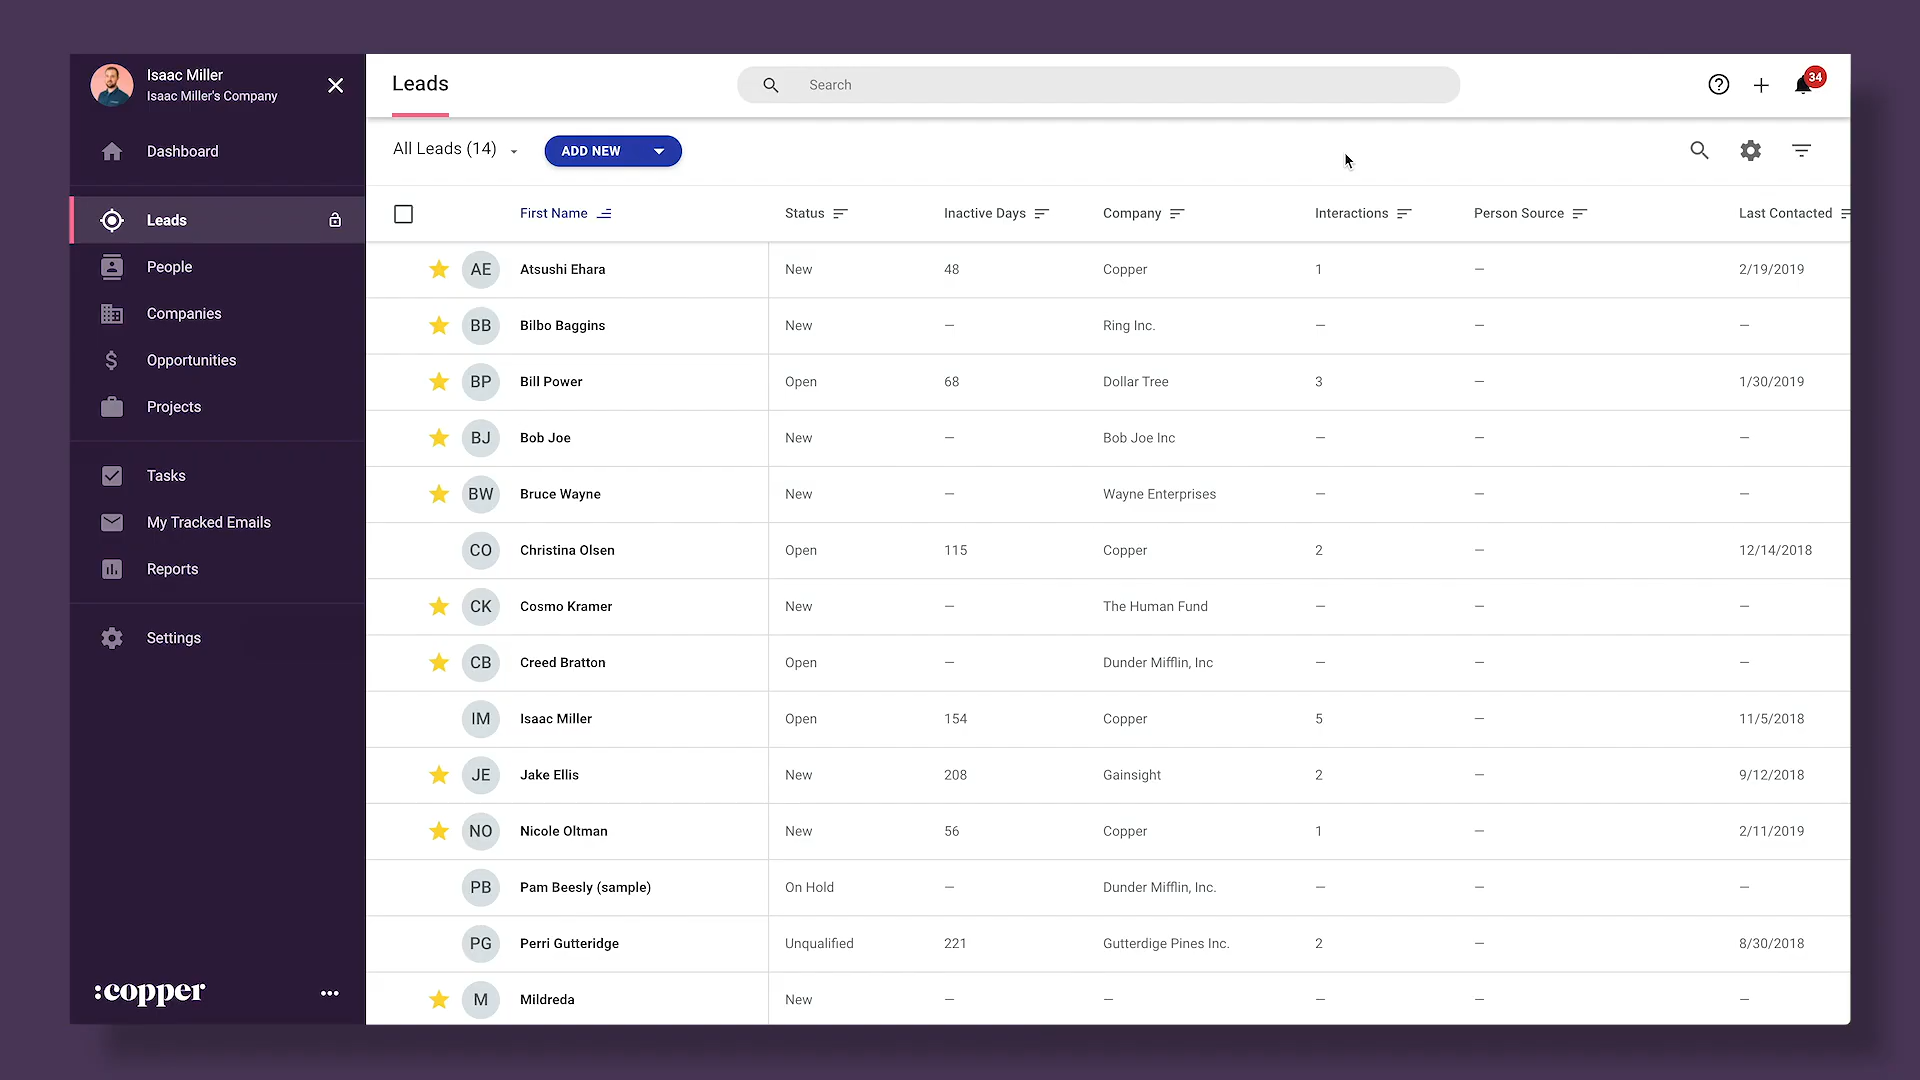 Isaac Miller
Isaac Miller's Company
Dashboard
Leads
People
Companies
Opportunities
Projects
Tasks
My Tracked Emails
Reports
Settings
:copper
Leads
Search
34
All Leads (14)
ADD NEW
First Name Status Inactive Days Company Interactions Person Source Last Contacted
AE Atsushi Ehara New 48 Copper 1 – 2/19/2019
BB Bilbo Baggins New – Ring Inc. – – –
BP Bill Power Open 68 Dollar Tree 3 – 1/30/2019
BJ Bob Joe New – Bob Joe Inc – – –
BW Bruce Wayne New – Wayne Enterprises – – –
CO Christina Olsen Open 115 Copper 2 – 12/14/2018
CK Cosmo Kramer New – The Human Fund – – –
CB Creed Bratton Open – Dunder Mifflin, Inc – – –
IM Isaac Miller Open 154 Copper 5 – 11/5/2018
JE Jake Ellis New 208 Gainsight 2 – 9/12/2018
NO Nicole Oltman New 56 Copper 1 – 2/11/2019
PB Pam Beesly (sample) On Hold – Dunder Mifflin, Inc. – – –
PG Perri Gutteridge Unqualified 221 Gutterdige Pines Inc. 2 – 8/30/2018
M Mildreda New – – – – –